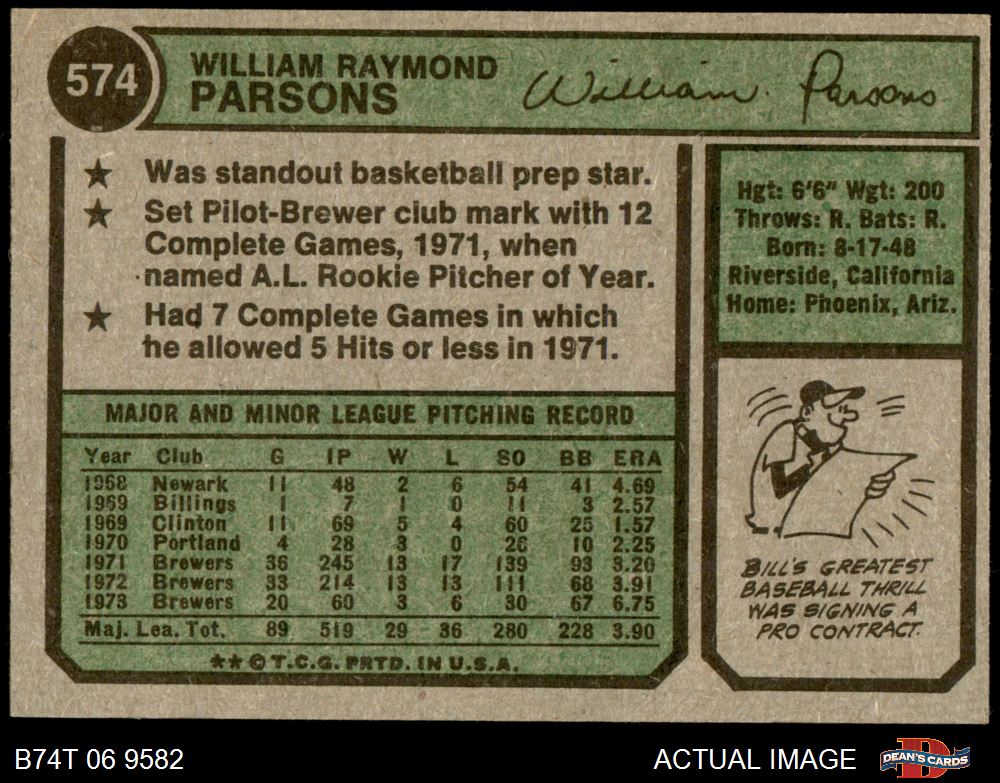 574
WILLIAM RAYMOND
PARSONS
William Parsons
★ Was standout basketball prep star.
★ Set Pilot-Brewer club mark with 12
Complete Games, 1971, when
named A.L. Rookie Pitcher of Year.
★ Had 7 Complete Games in which
he allowed 5 Hits or less in 1971.
Hgt: 6'6" Wgt: 200
Throws: R. Bats: R.
Born: 8-17-48
Riverside, California
Home: Phoenix, Ariz.
MAJOR AND MINOR LEAGUE PITCHING RECORD
Year Club G IP W L SO BB ERA
1968 Newark 11 48 2 6 54 41 4.69
1969 Billings 1 7 1 0 11 3 2.57
1969 Clinton 11 69 5 4 60 25 1.57
1970 Portland 4 28 3 0 26 10 2.25
1971 Brewers 36 245 13 17 139 93 3.20
1972 Brewers 33 214 13 13 111 68 3.91
1973 Brewers 20 60 3 6 30 67 6.75
Maj. Lea. Tot. 89 519 29 36 280 228 3.90
**© T.C.G. PRTD. IN U.S.A.
BILL'S GREATEST
BASEBALL THRILL
WAS SIGNING A
PRO CONTRACT.
B74T 06 9582
ACTUAL IMAGE
DEAN'S CARDS